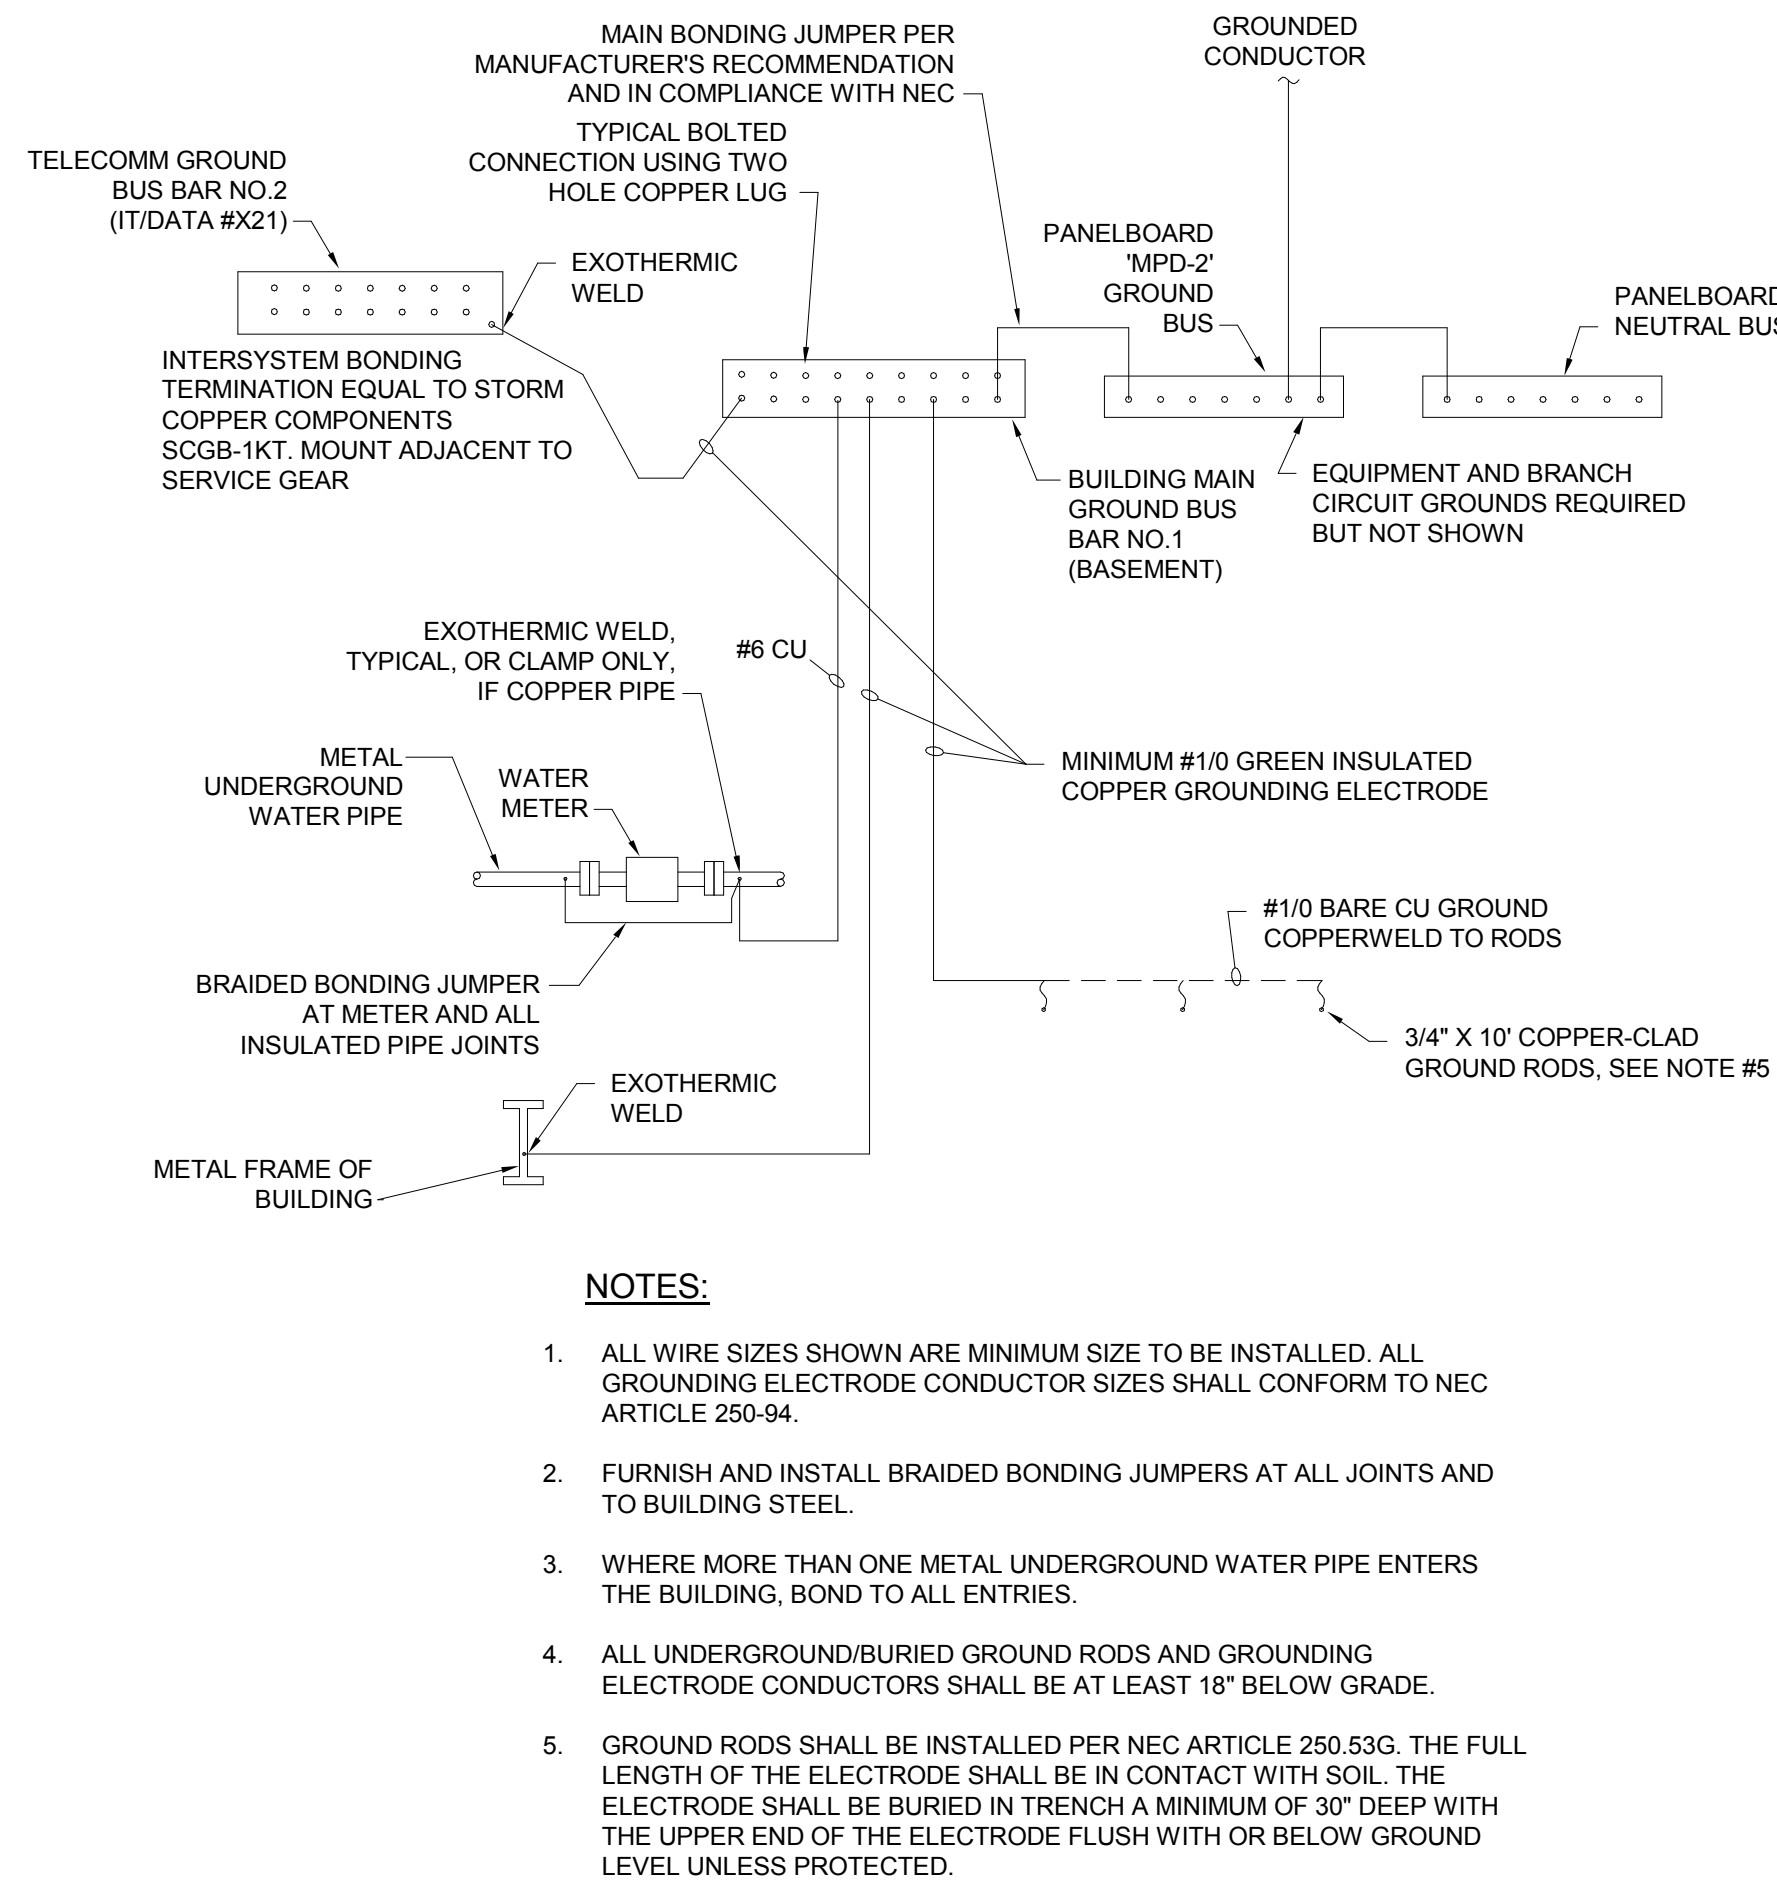 MAIN BONDING JUMPER PER
MANUFACTURER'S RECOMMENDATION
AND IN COMPLIANCE WITH NEC
GROUNDED
CONDUCTOR
TYPICAL BOLTED
CONNECTION USING TWO
HOLE COPPER LUG
TELECOMM GROUND
BUS BAR NO.2
(IT/DATA #X21)
EXOTHERMIC
WELD
PANELBOARD
'MPD-2'
GROUND
BUS
PANELBOARD
NEUTRAL BUS
INTERSYSTEM BONDING
TERMINATION EQUAL TO STORM
COPPER COMPONENTS
SCGB-1KT. MOUNT ADJACENT TO
SERVICE GEAR
BUILDING MAIN
GROUND BUS
BAR NO.1
(BASEMENT)
EQUIPMENT AND BRANCH
CIRCUIT GROUNDS REQUIRED
BUT NOT SHOWN
EXOTHERMIC WELD,
TYPICAL, OR CLAMP ONLY,
IF COPPER PIPE
#6 CU
METAL
UNDERGROUND
WATER PIPE
WATER
METER
MINIMUM #1/0 GREEN INSULATED
COPPER GROUNDING ELECTRODE
#1/0 BARE CU GROUND
COPPERWELD TO RODS
BRAIDED BONDING JUMPER
AT METER AND ALL
INSULATED PIPE JOINTS
3/4" X 10' COPPER-CLAD
GROUND RODS, SEE NOTE #5
EXOTHERMIC
WELD
METAL FRAME OF
BUILDING
NOTES:
1. ALL WIRE SIZES SHOWN ARE MINIMUM SIZE TO BE INSTALLED. ALL
GROUNDING ELECTRODE CONDUCTOR SIZES SHALL CONFORM TO NEC
ARTICLE 250-94.
2. FURNISH AND INSTALL BRAIDED BONDING JUMPERS AT ALL JOINTS AND
TO BUILDING STEEL.
3. WHERE MORE THAN ONE METAL UNDERGROUND WATER PIPE ENTERS
THE BUILDING, BOND TO ALL ENTRIES.
4. ALL UNDERGROUND/BURIED GROUND RODS AND GROUNDING
ELECTRODE CONDUCTORS SHALL BE AT LEAST 18" BELOW GRADE.
5. GROUND RODS SHALL BE INSTALLED PER NEC ARTICLE 250.53G. THE FULL
LENGTH OF THE ELECTRODE SHALL BE IN CONTACT WITH SOIL. THE
ELECTRODE SHALL BE BURIED IN TRENCH A MINIMUM OF 30" DEEP WITH
THE UPPER END OF THE ELECTRODE FLUSH WITH OR BELOW GROUND
LEVEL UNLESS PROTECTED.